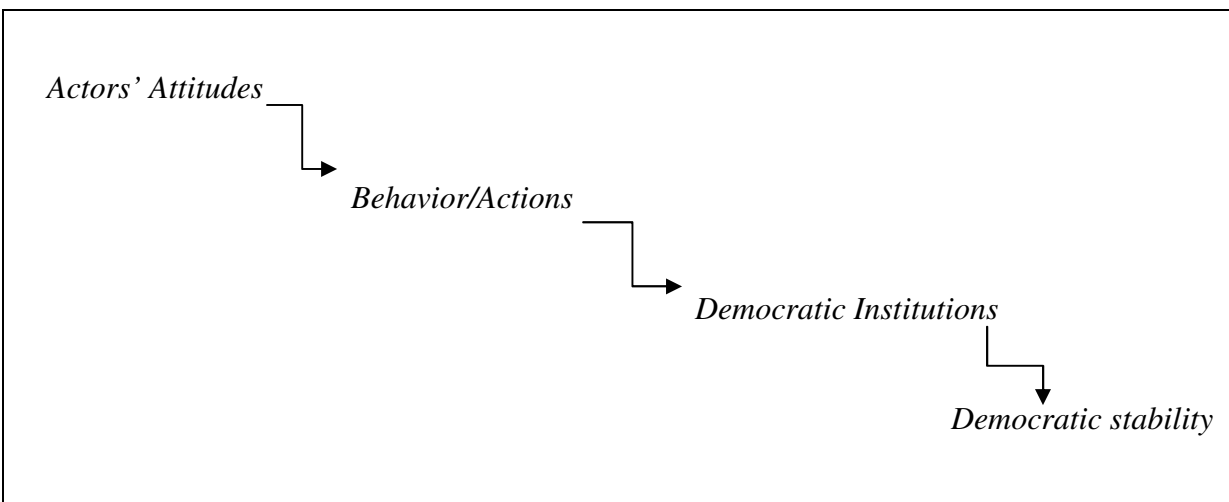 Actors’ Attitudes
Behavior/Actions
Democratic Institutions
Democratic stability